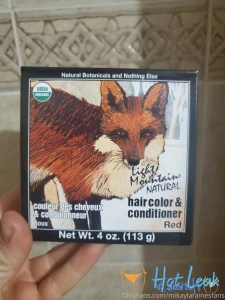 Natural Botanicals and Nothing Else
USDA
ORGANIC
Light
Mountain
NATURAL
couleur des cheveux
& conditionneur
roux
hair color &
conditioner
Red
Net Wt. 4 oz. (113 g)
Hot Leak
OnlyFans.com/mikaylarainesfans